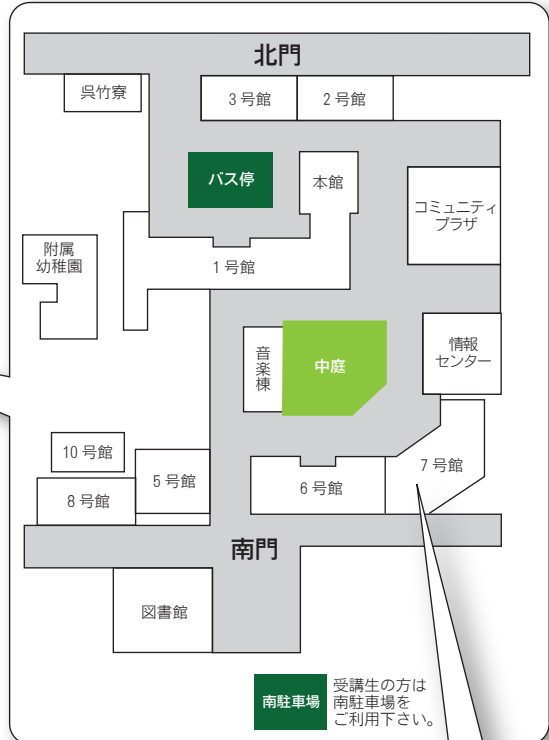 北門
呉竹寮
3 号館
2 号館
バス停
本館
コミュニティ
プラザ
附属
幼稚園
1 号館
音楽棟
中庭
情報
センター
10 号館
5 号館
8 号館
6 号館
7 号館
南門
図書館
南駐車場
受講生の方は
南駐車場を
ご利用下さい。